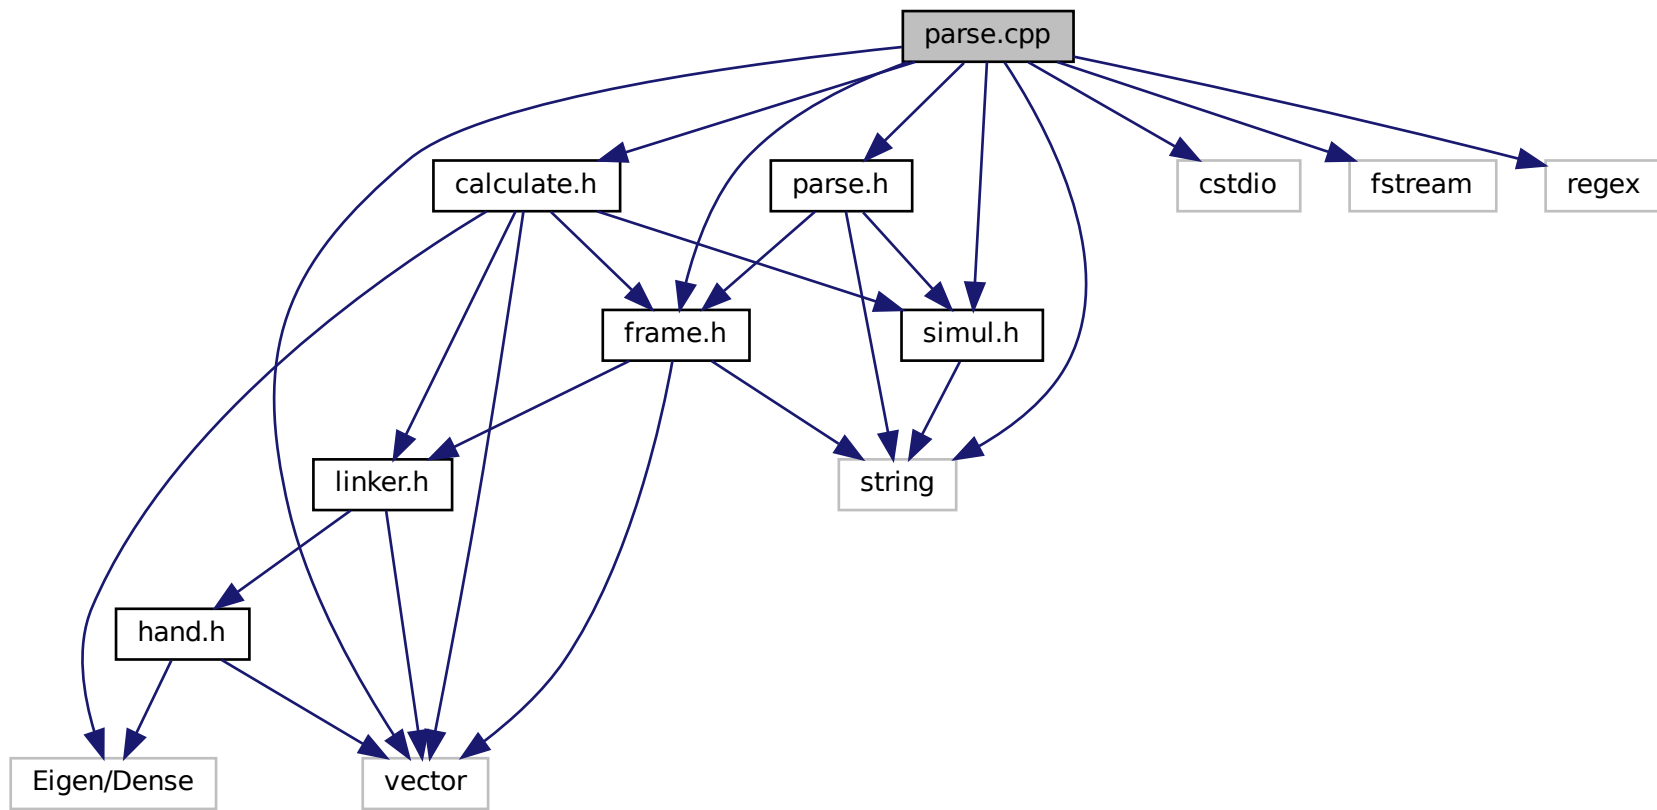 parse.cpp
calculate.h
parse.h
cstdio
fstream
regex
frame.h
simul.h
linker.h
string
hand.h
Eigen/Dense
vector